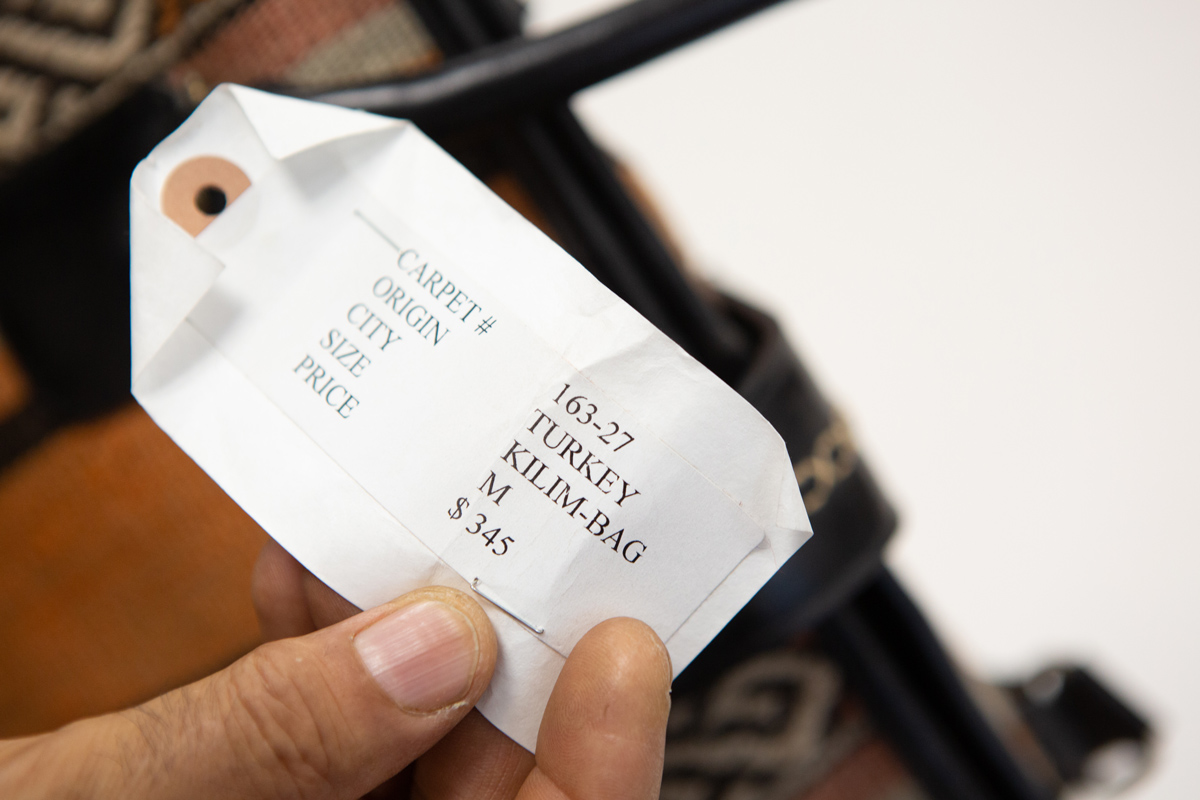 CARPET # 163-27
ORIGIN TURKEY
CITY KILIM-BAG
SIZE M
PRICE $ 345